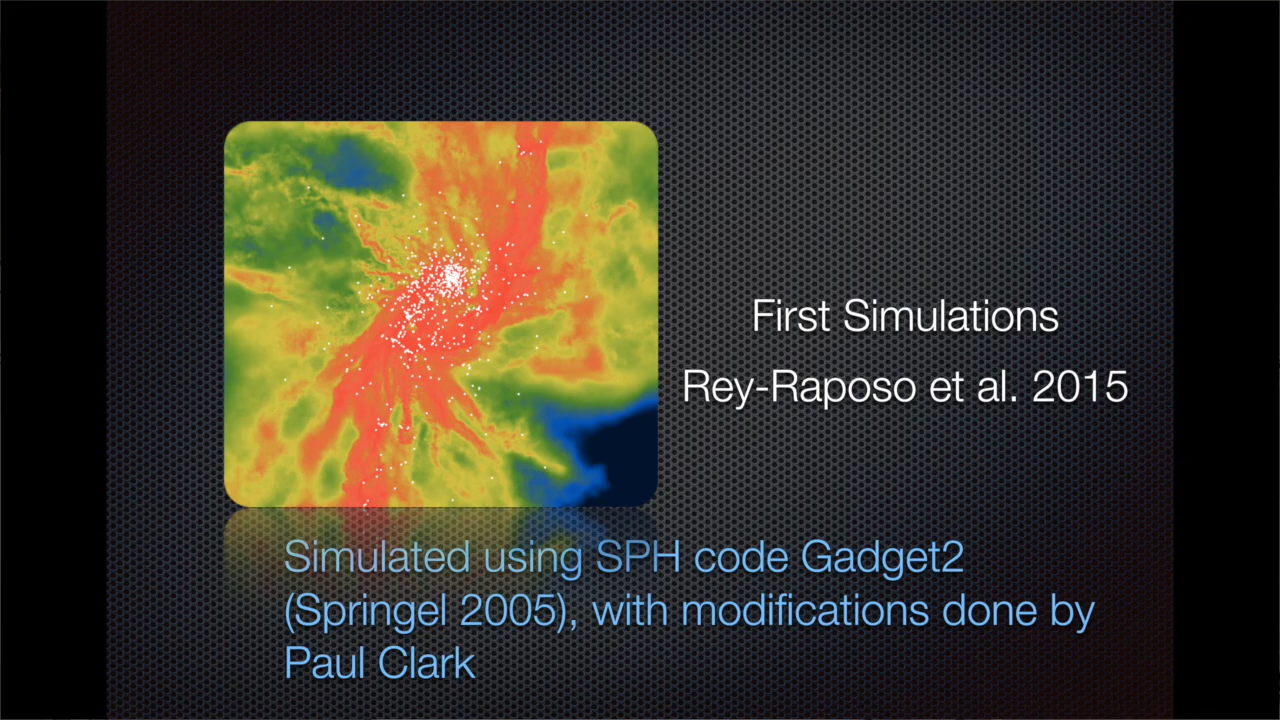 First Simulations
Rey-Raposo et al. 2015
Simulated using SPH code Gadget2
(Springel 2005), with modifications done by
Paul Clark